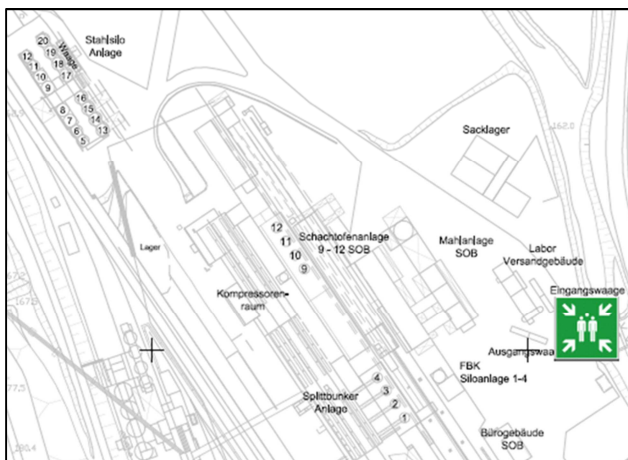 Stahlsilo
Anlage
Waage
20
19
18
17
12
11
10
9
16
15
14
13
8
7
6
5
162.0
Sacklager
Lager
12
11
10
9
Schachtofenanlage
9 - 12 SOB
Mahlanlage
SOB
Labor
Versandgebäude
Eingangswaage
Kompressoren-
raum
Ausgangswaa
FBK
Siloanlage 1-4
4
3
2
1
Splittbunker
Anlage
Bürogebäude
SOB